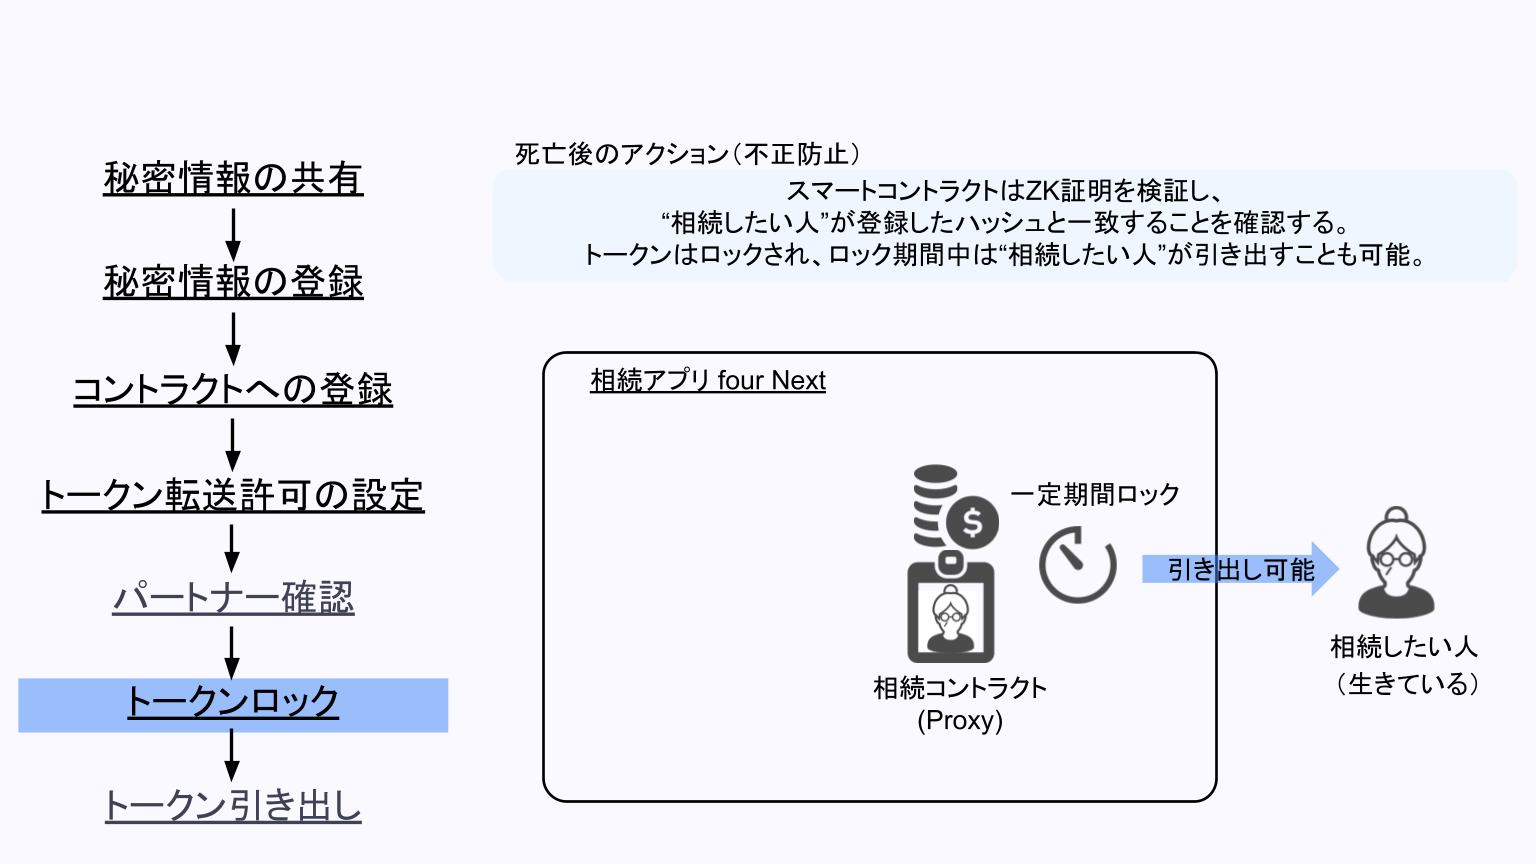 秘密情報の共有
秘密情報の登録
コントラクトへの登録
トークン転送許可の設定
パートナー確認
トークンロック
トークン引き出し
死亡後のアクション（不正防止）
スマートコントラクトはZK証明を検証し、
“相続したい人”が登録したハッシュと一致することを確認する。
トークンはロックされ、ロック期間中は“相続したい人”が引き出すことも可能。
相続アプリ four Next
一定期間ロック
$
引き出し可能
相続コントラクト
(Proxy)
相続したい人
（生きている）